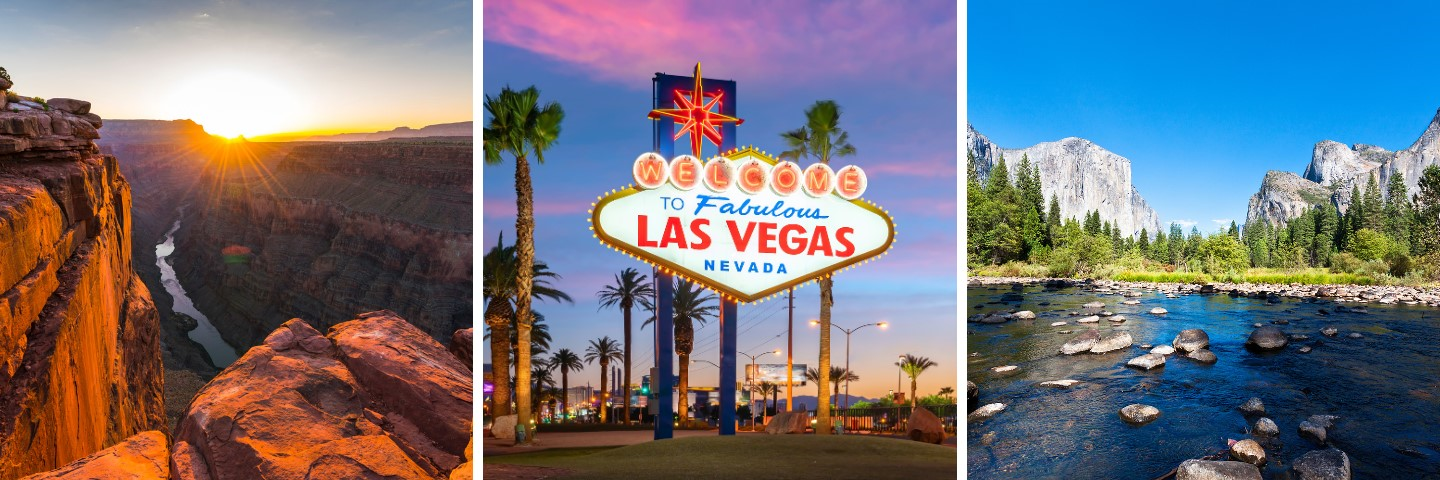 WELCOME
TO Fabulous
LAS VEGAS
NEVADA